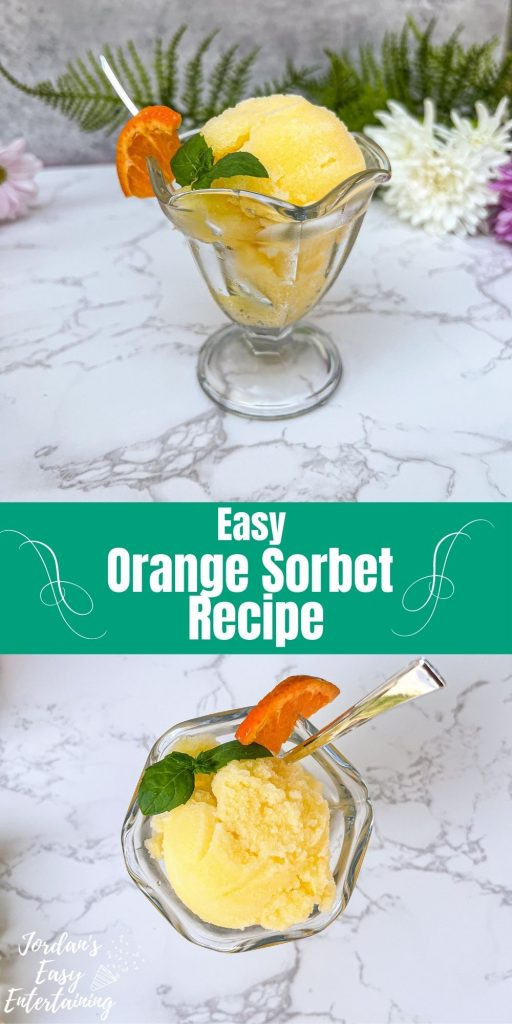 Easy
Orange Sorbet
Recipe
Jordan's
Easy
Entertaining